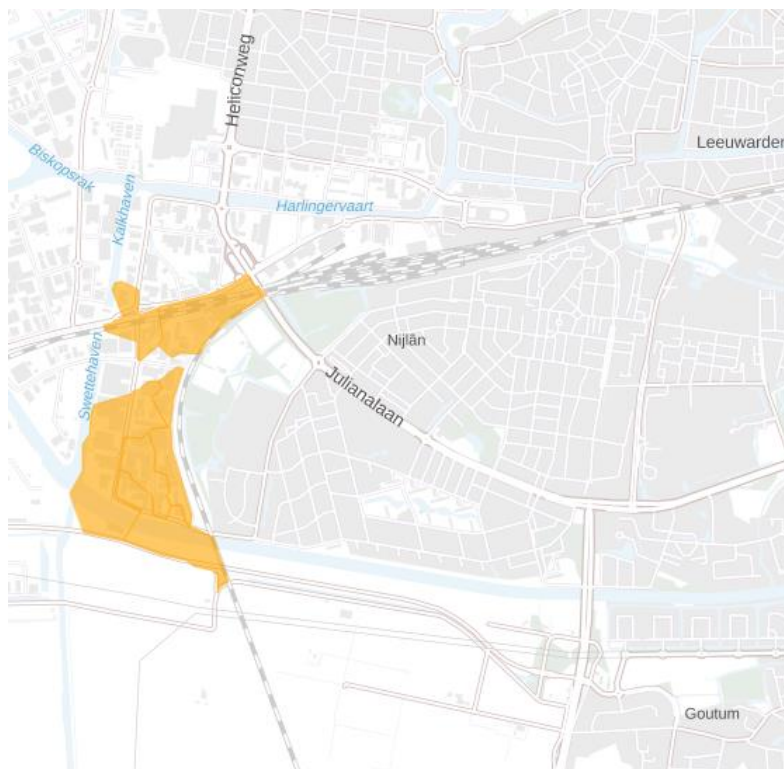 Heliconweg
Leeuwarden
Biskopsrak
Kalkhaven
Harlingervaart
Swettehaven
Nijlân
Julianalaan
Goutum